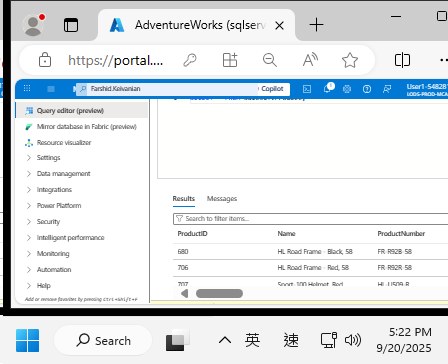 AdventureWorks (sqlserv
https://portal....
Farshid.Keivanian
Copilot
1
User1-548281
LODS-PROD-MCA
Query editor (preview)
Mirror database in Fabric (preview)
Resource visualizer
Settings
Data management
Integrations
Power Platform
Security
Intelligent performance
Monitoring
Automation
Help
Add or remove favorites by pressing Ctrl+Shift+F
Results
Messages
Search to filter items...
ProductID
Name
ProductNumber
680
HL Road Frame - Black, 58
FR-R92B-58
706
HL Road Frame - Red, 58
FR-R92R-58
707
Sport-100 Helmet, Red
HL-U509-R
Search
英
速
5:22 PM
9/20/2025